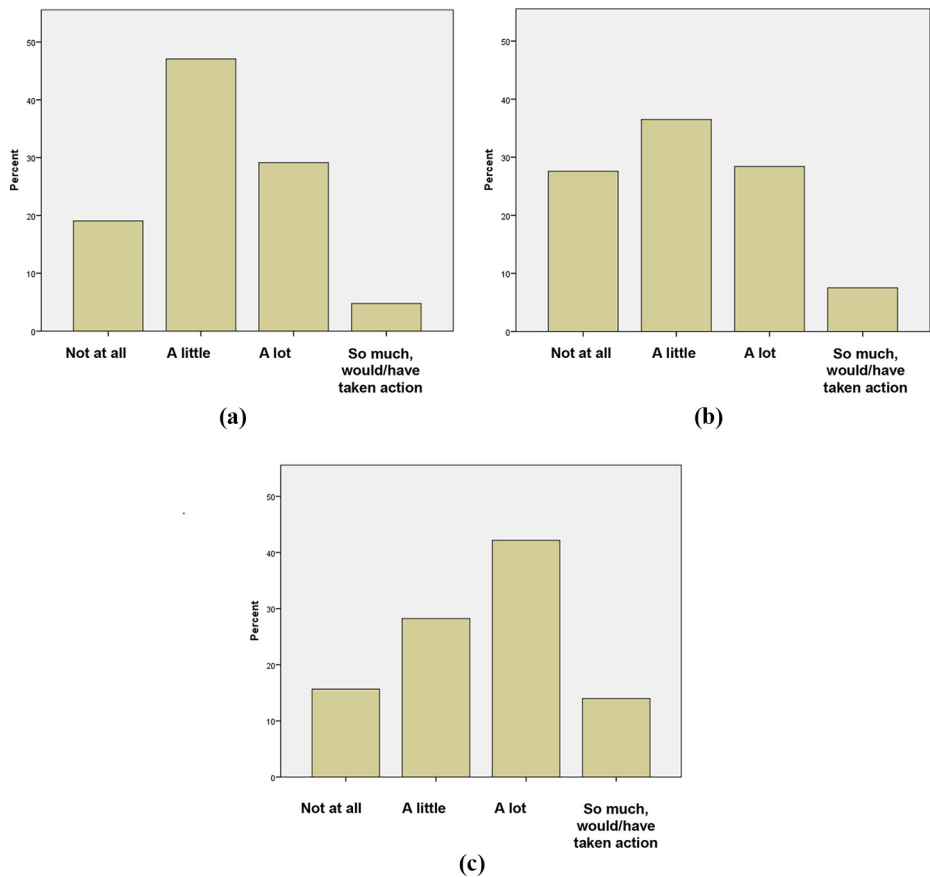 50
40
30
20
10
0
Percent
Not at all
A little
A lot
So much,
would/have
taken action
(a)
50
40
30
20
10
0
Percent
Not at all
A little
A lot
So much,
would/have
taken action
(b)
50
40
30
20
10
0
Percent
Not at all
A little
A lot
So much,
would/have
taken action
(c)